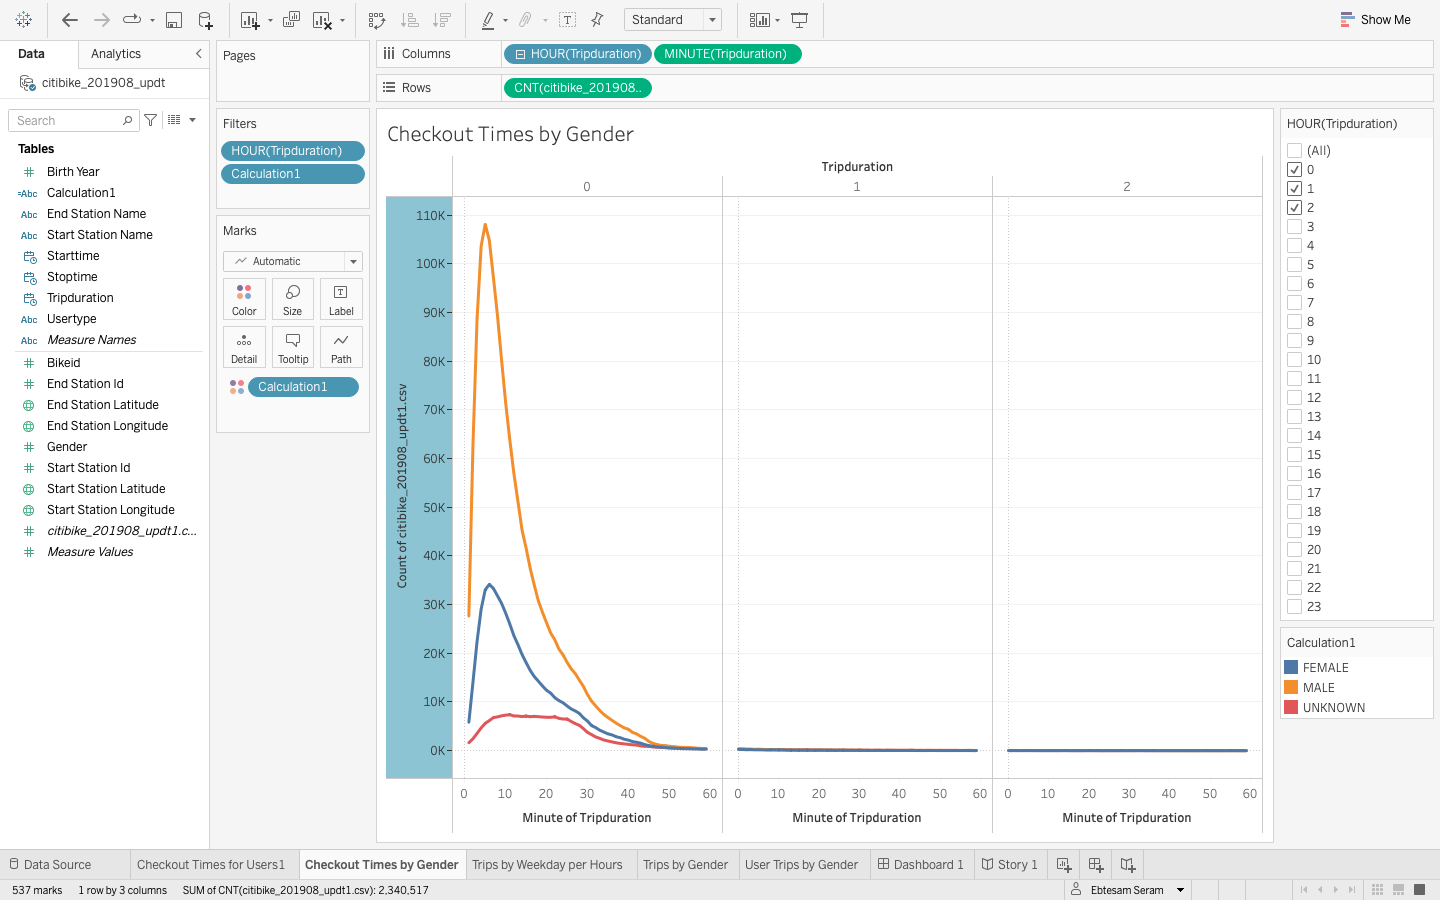 Standard
Show Me
Data
Analytics
citibike_201908_updt
Search
Tables
Birth Year
=Abc Calculation1
Abc End Station Name
Abc Start Station Name
Starttime
Stoptime
Tripduration
Abc Usertype
Abc Measure Names
Bikeid
End Station Id
End Station Latitude
End Station Longitude
Gender
Start Station Id
Start Station Latitude
Start Station Longitude
citibike_201908_updt1.c...
Measure Values
Pages
Filters
HOUR(Tripduration)
Calculation1
Marks
Automatic
Color Size Label
Detail Tooltip Path
Calculation1
Columns HOUR(Tripduration) MINUTE(Tripduration)
Rows CNT(citibike_201908..
Checkout Times by Gender
Tripduration
0 1 2
Count of citibike_201908_updt1.csv
110K
100K
90K
80K
70K
60K
50K
40K
30K
20K
10K
0K
0 10 20 30 40 50 60 0 10 20 30 40 50 60 0 10 20 30 40 50 60
Minute of Tripduration Minute of Tripduration Minute of Tripduration
HOUR(Tripduration)
(All)
0
1
2
3
4
5
6
7
8
9
10
11
12
13
14
15
16
17
18
19
20
21
22
23
Calculation1
FEMALE
MALE
UNKNOWN
Data Source Checkout Times for Users1 Checkout Times by Gender Trips by Weekday per Hours Trips by Gender User Trips by Gender Dashboard 1 Story 1
537 marks 1 row by 3 columns SUM of CNT(citibike_201908_updt1.csv): 2,340,517 Ebtesam Seram